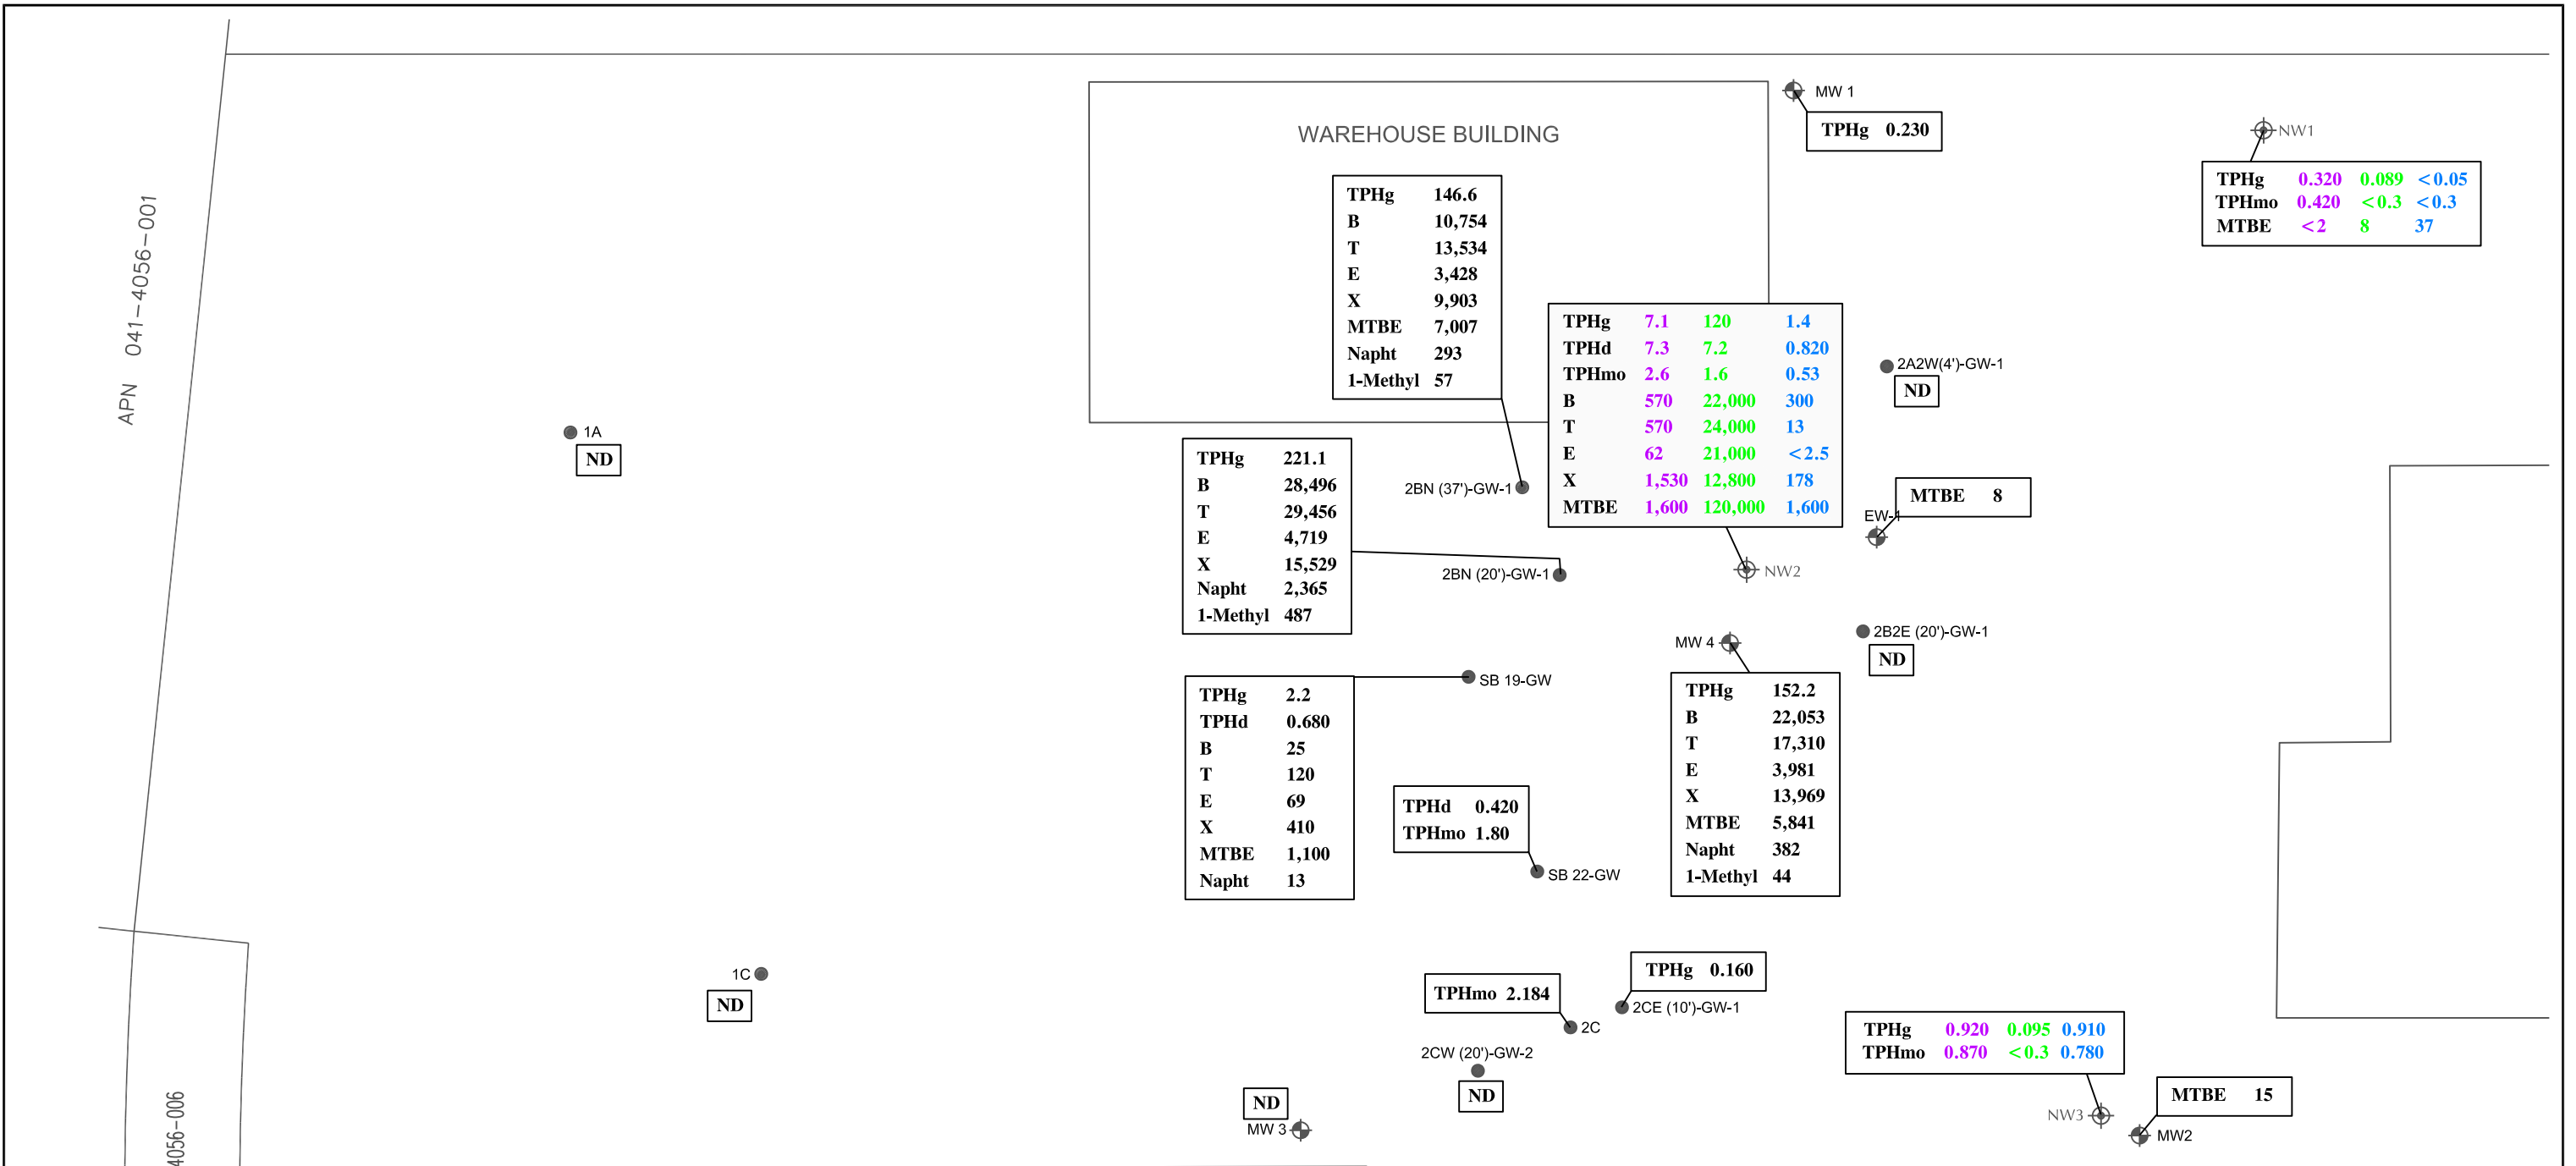 MW 1
TPHg 0.230
NW1
TPHg 0.320 0.089 <0.05
TPHmo 0.420 <0.3 <0.3
MTBE <2 8 37
WAREHOUSE BUILDING
APN 041-4056-001
TPHg 146.6
B 10,754
T 13,534
E 3,428
X 9,903
MTBE 7,007
Napht 293
1-Methyl 57
2BN (37')-GW-1
TPHg 7.1 120 1.4
TPHd 7.3 7.2 0.820
TPHmo 2.6 1.6 0.53
B 570 22,000 300
T 570 24,000 13
E 62 21,000 <2.5
X 1,530 12,800 178
MTBE 1,600 120,000 1,600
NW2
2A2W(4')-GW-1
ND
1A
ND
TPHg 221.1
B 28,496
T 29,456
E 4,719
X 15,529
Napht 2,365
1-Methyl 487
2BN (20')-GW-1
MTBE 8
EW-1
2B2E (20')-GW-1
ND
MW 4
TPHg 152.2
B 22,053
T 17,310
E 3,981
X 13,969
MTBE 5,841
Napht 382
1-Methyl 44
SB 19-GW
TPHg 2.2
TPHd 0.680
B 25
T 120
E 69
X 410
MTBE 1,100
Napht 13
TPHd 0.420
TPHmo 1.80
SB 22-GW
1C
ND
TPHmo 2.184
2C
TPHg 0.160
2CE (10')-GW-1
2CW (20')-GW-2
ND
ND
MW 3
TPHg 0.920 0.095 0.910
TPHmo 0.870 <0.3 0.780
NW3
MTBE 15
MW2
4056-006